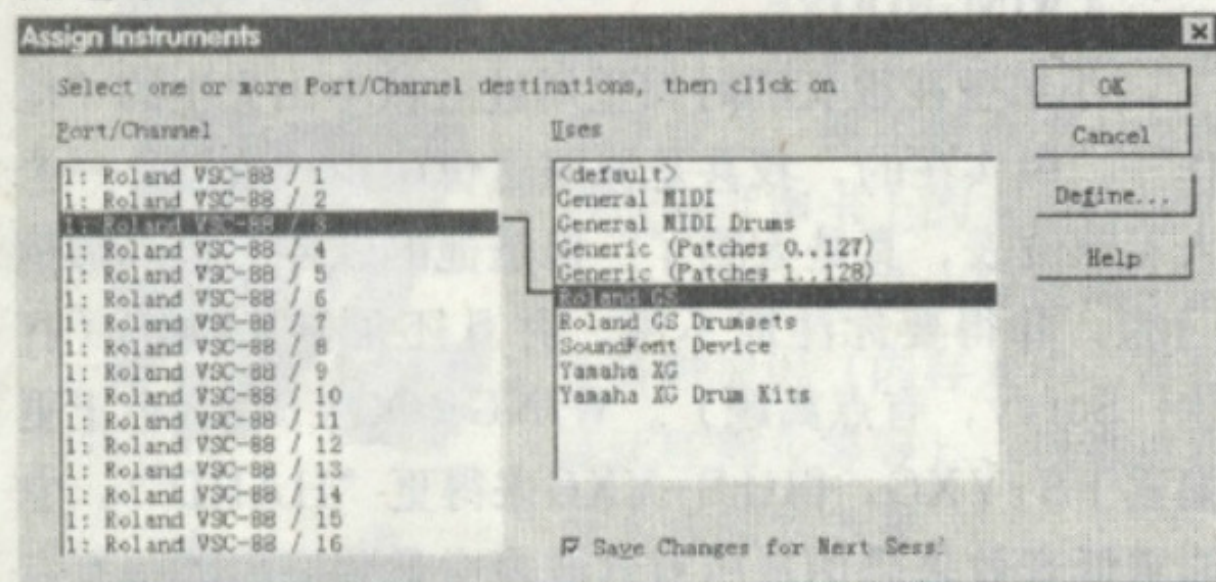 Assign Instruments
Select one or more Port/Channel destinations, then click on
Port/Channel
1: Roland VSC-88 / 1
1: Roland VSC-88 / 2
1: Roland VSC-88 / 3
1: Roland VSC-88 / 4
1: Roland VSC-88 / 5
1: Roland VSC-88 / 6
1: Roland VSC-88 / 7
1: Roland VSC-88 / 8
1: Roland VSC-88 / 9
1: Roland VSC-88 / 10
1: Roland VSC-88 / 11
1: Roland VSC-88 / 12
1: Roland VSC-88 / 13
1: Roland VSC-88 / 14
1: Roland VSC-88 / 15
1: Roland VSC-88 / 16
Uses
<default>
General MIDI
General MIDI Drums
Generic (Patches 0..127)
Generic (Patches 1..128)
Roland GS
Roland GS Drumsets
SoundFont Device
Yamaha XG
Yamaha XG Drum Kits
Save Changes for Next Sess
OK
Cancel
Define...
Help